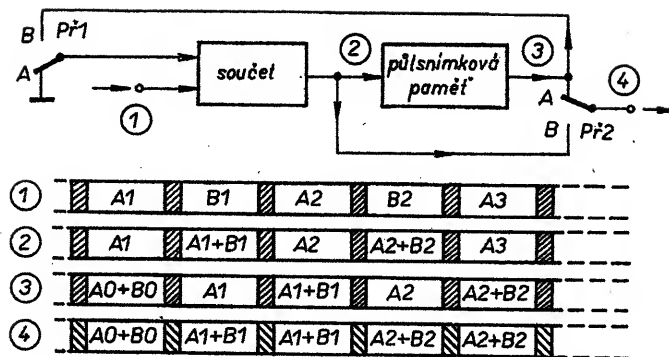 B Př1
A
součet
2
půlsnímková
paměť
3
4
A
B Př2
1
1 A1 B1 A2 B2 A3
2 A1 A1+B1 A2 A2+B2 A3
3 A0+B0 A1 A1+B1 A2 A2+B2
4 A0+B0 A1+B1 A1+B1 A2+B2 A2+B2